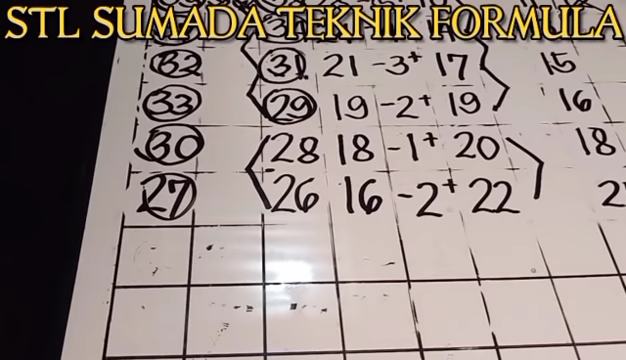 STL SUMADA TEKNIK FORMULA
32 31 21 -3+ 17 15
33 29 19 -2+ 19 16
30 28 18 -1+ 20 18
27 26 16 -2+ 22 2